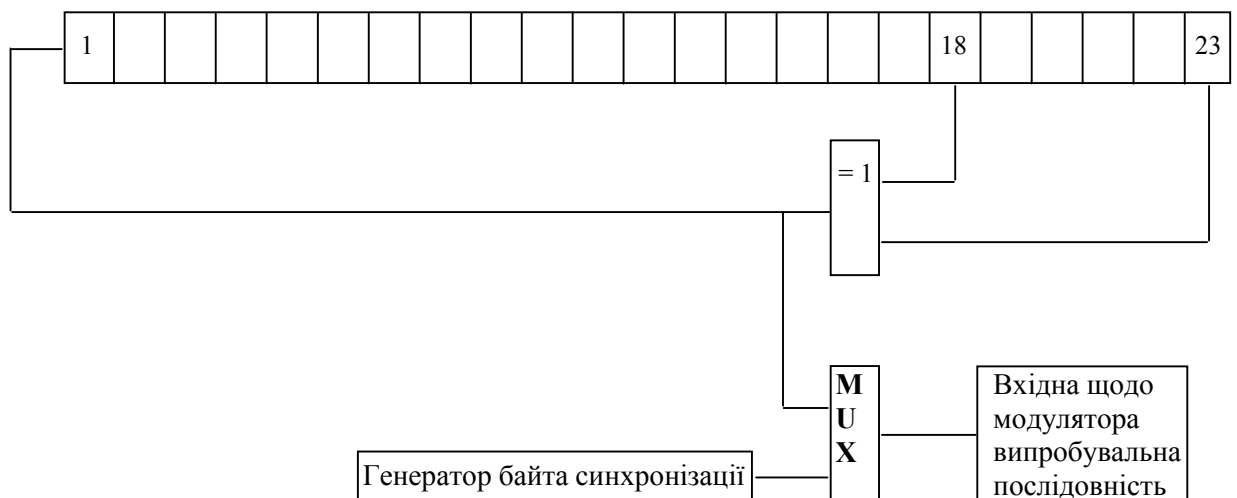 1 18 23
= 1
M
U
X
Вхідна щодо
модулятора
випробувальна
послідовність
Генератор байта синхронізації